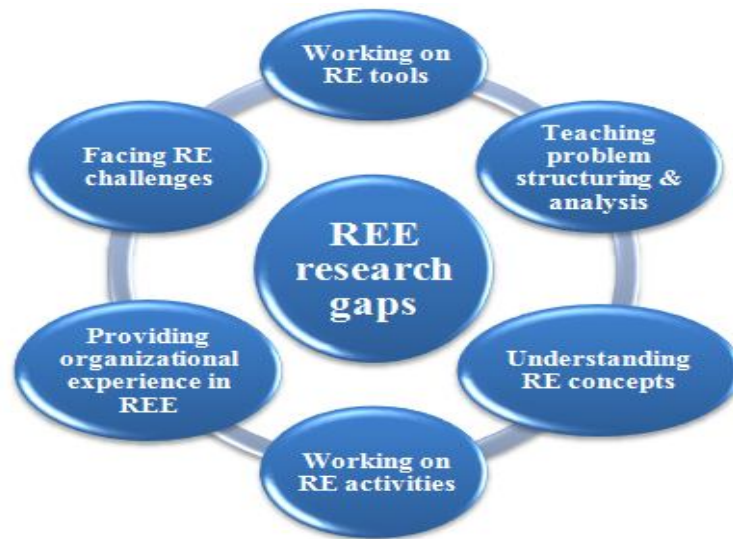 Working on
RE tools
Teaching
problem
structuring &
analysis
Understanding
RE concepts
Working on
RE activities
Providing
organizational
experience in
REE
Facing RE
challenges
REE
research
gaps